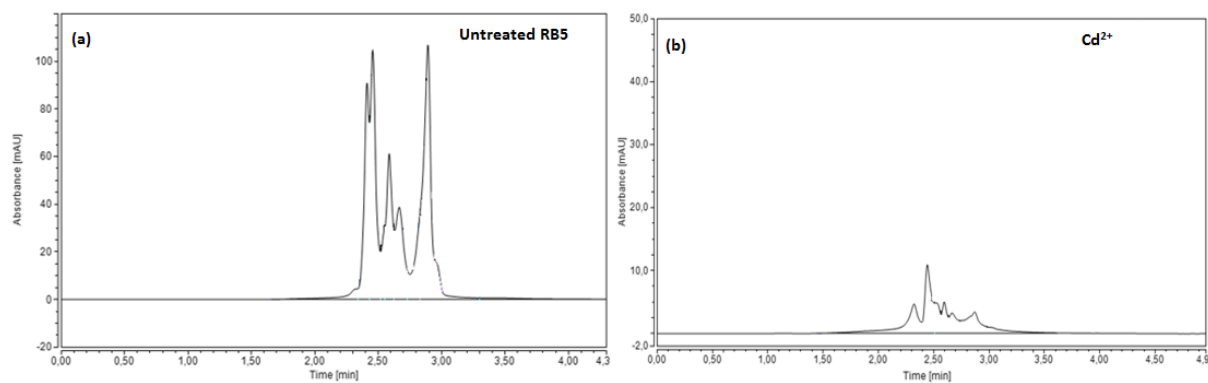 (a)
Untreated RB5
Absorbance [mAU]
100
80
60
40
20
0
-20
0,00 0,50 1,00 1,50 2,00 2,50 3,00 3,50 4,00 4,3
Time [min]
(b)
Cd²⁺
Absorbance [mAU]
50,0
40,0
30,0
20,0
10,0
-2,0
0,00 0,50 1,00 1,50 2,00 2,50 3,00 3,50 4,00 4,50 4,9
Time [min]